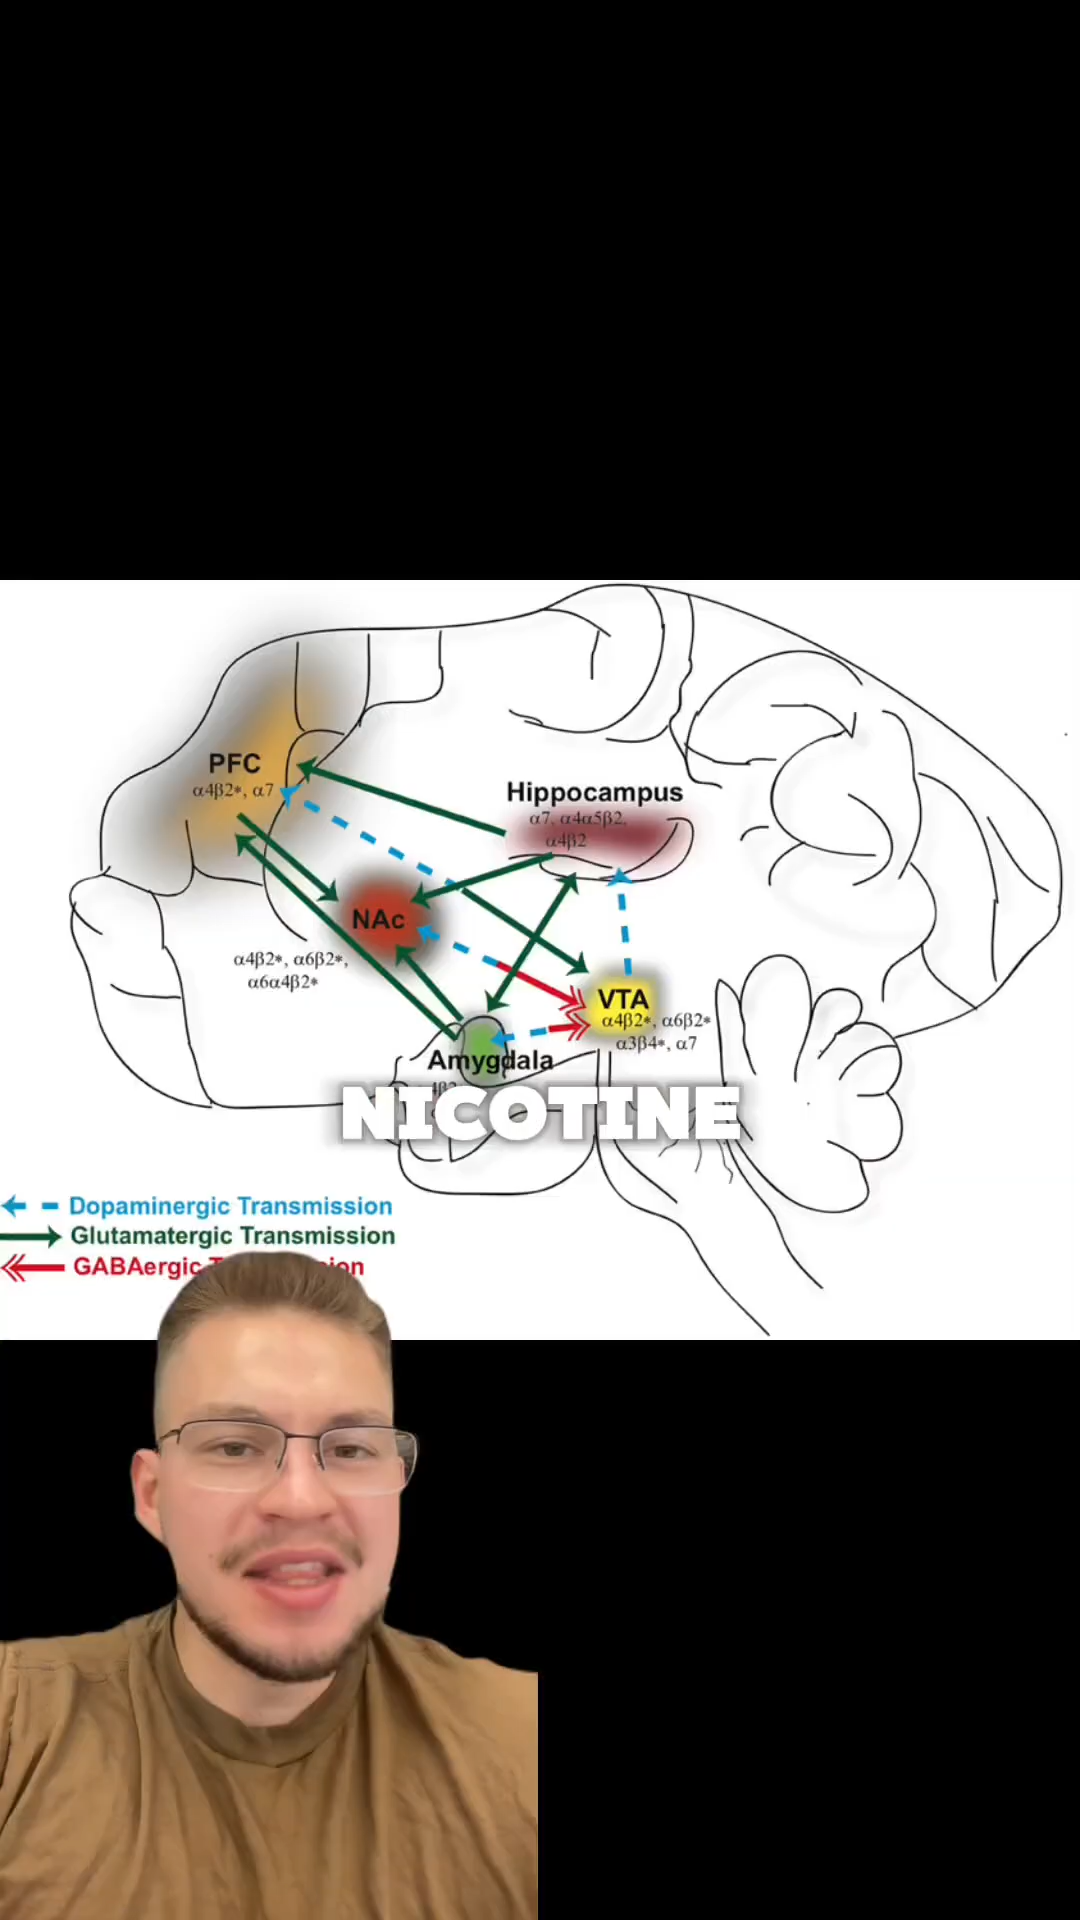 PFC
α4β2*, α7
Hippocampus
α7, α4α5β2,
α4β2
NAc
α4β2*, α6β2*,
α6α4β2*
VTA
α4β2*, α6β2*
α3β4*, α7
Amygdala
NICOTINE
Dopaminergic Transmission
Glutamatergic Transmission
GABAergic